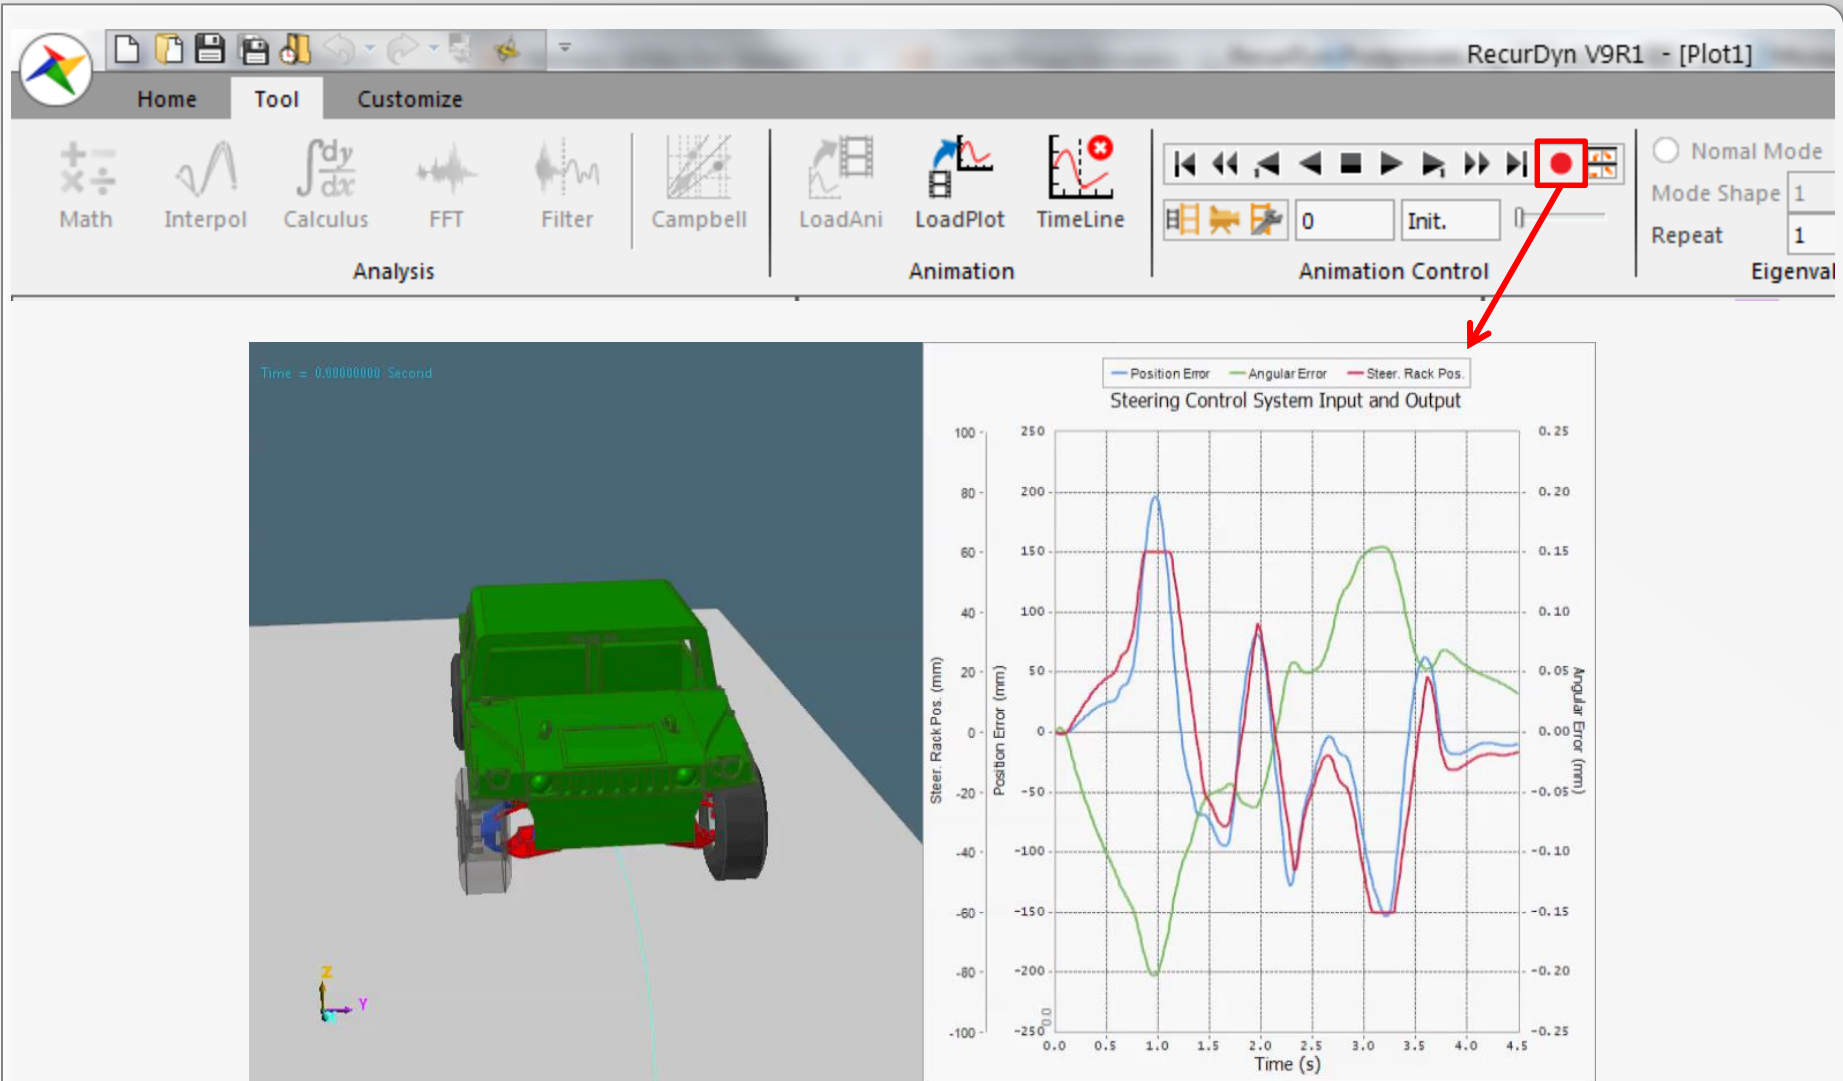 RecurDyn V9R1 - [Plot1]
Home Tool Customize
Math Interpol Calculus FFT Filter Campbell
Analysis
LoadAni LoadPlot TimeLine
Animation
0 Init.
Animation Control
Nomal Mode
Mode Shape 1
Repeat 1
Eigenval
Time = 0.00000000 Second
Z
Y
Position Error Angular Error Steer. Rack Pos.
Steering Control System Input and Output
Steer. Rack Pos. (mm)
100
80
60
40
20
0
-20
-40
-60
-80
-100
Position Error (mm)
250
200
150
100
50
0
-50
-100
-150
-200
-250
0.25
0.20
0.15
0.10
0.05
0.00
-0.05
-0.10
-0.15
-0.20
-0.25
Angular Error (mm)
0.0
0.0 0.5 1.0 1.5 2.0 2.5 3.0 3.5 4.0 4.5
Time (s)